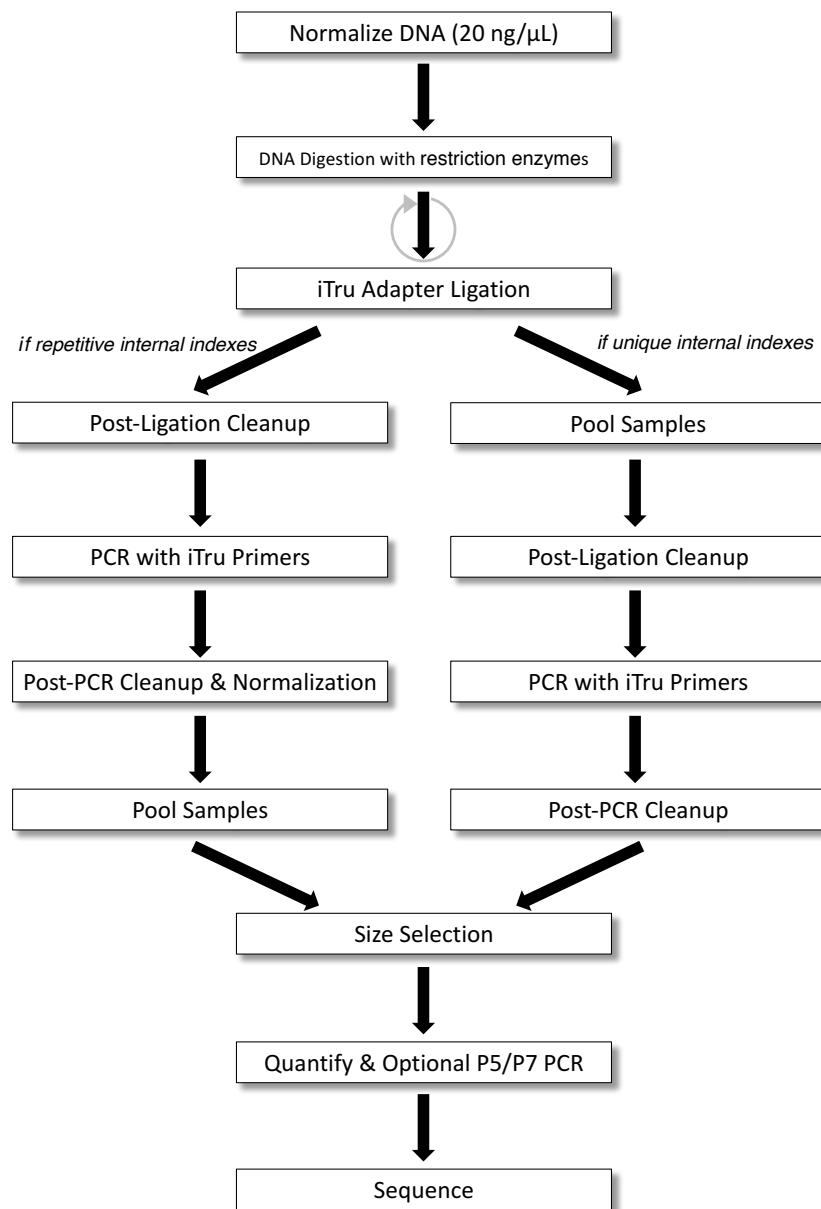 Normalize DNA (20 ng/µL)
DNA Digestion with restriction enzymes
iTru Adapter Ligation
if repetitive internal indexes
if unique internal indexes
Post-Ligation Cleanup
Pool Samples
PCR with iTru Primers
Post-Ligation Cleanup
Post-PCR Cleanup & Normalization
PCR with iTru Primers
Pool Samples
Post-PCR Cleanup
Size Selection
Quantify & Optional P5/P7 PCR
Sequence